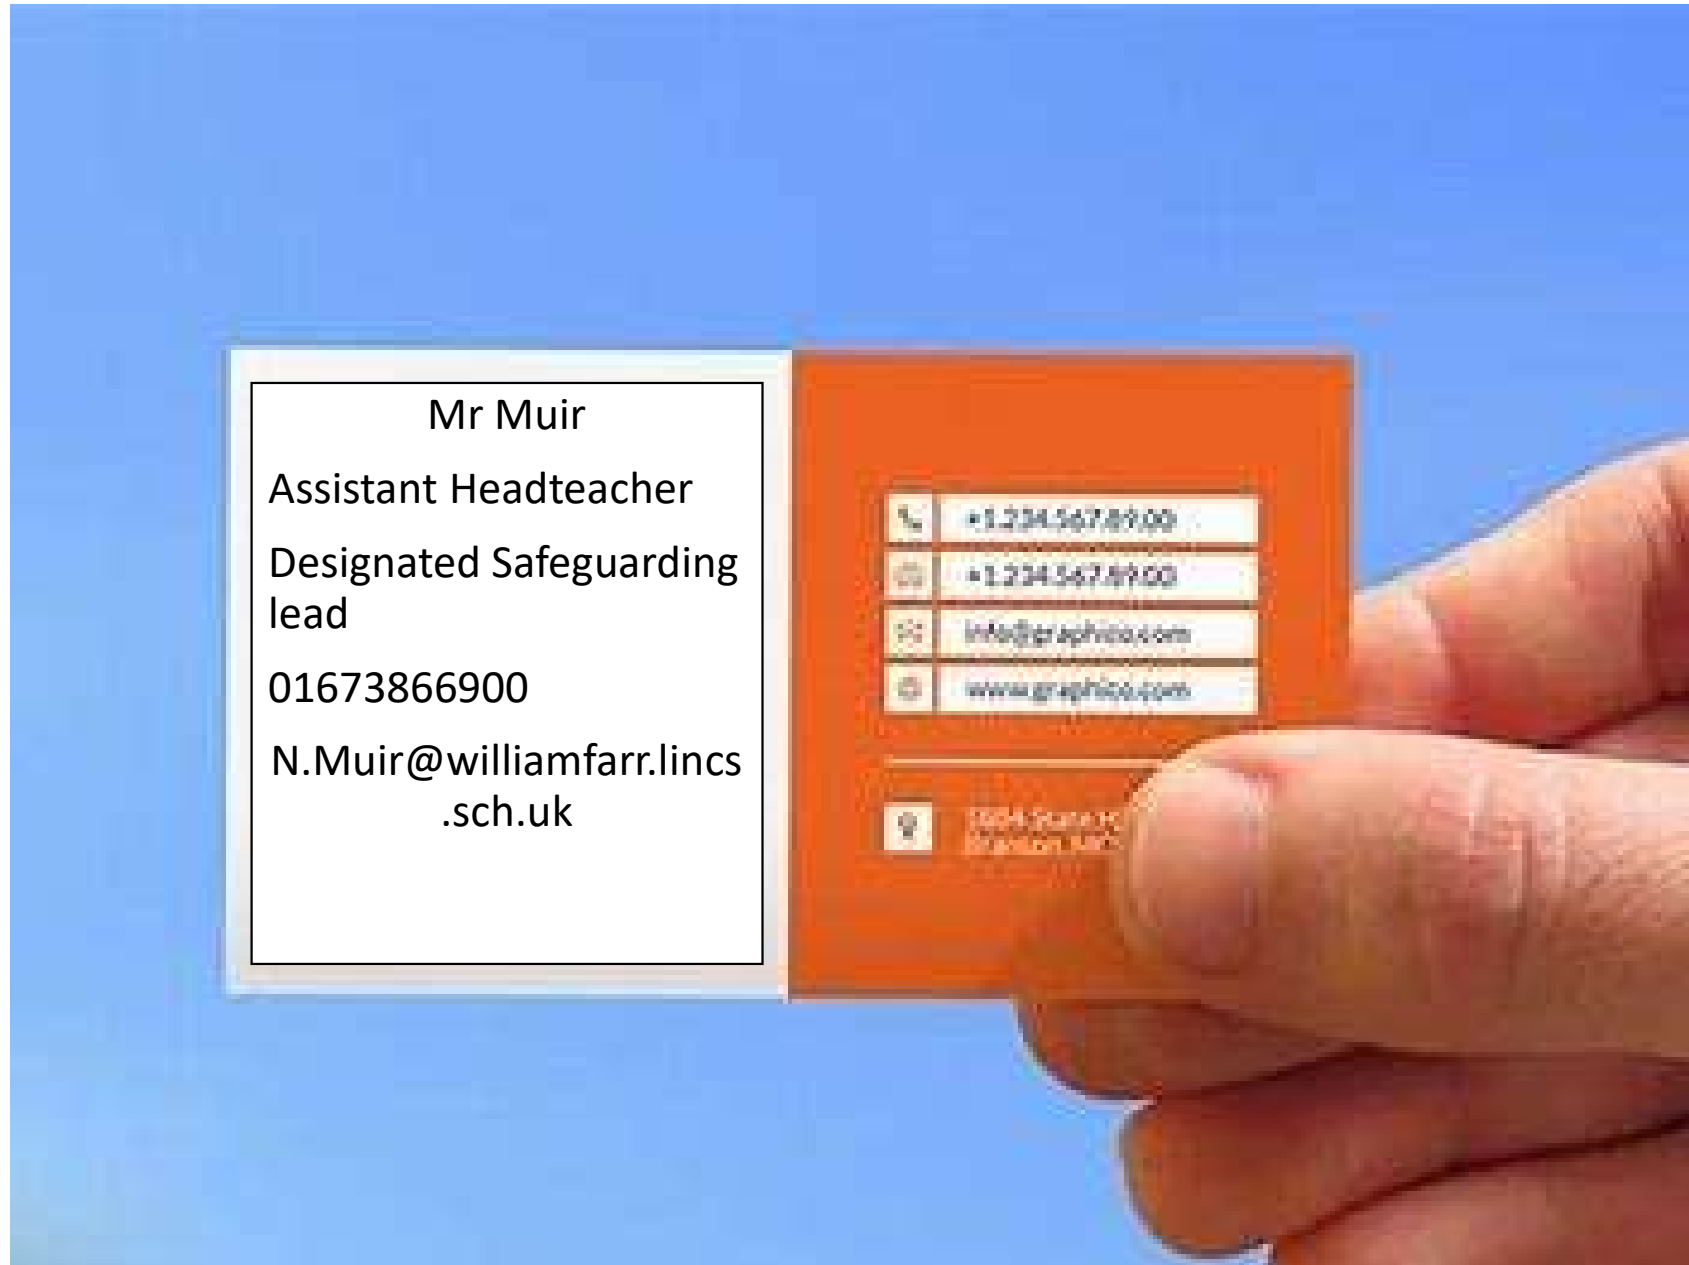 Mr Muir
Assistant Headteacher
Designated Safeguarding
lead
01673866900
N.Muir@williamfarr.lincs
.sch.uk
+1.234.567.89.00
+1.234.567.89.00
info@graphico.com
www.graphico.com